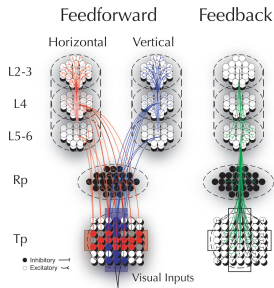 Feedforward Feedback
Horizontal Vertical
L2-3
L4
L5-6
Rp
Tp
Inhibitory
Excitatory
Visual Inputs